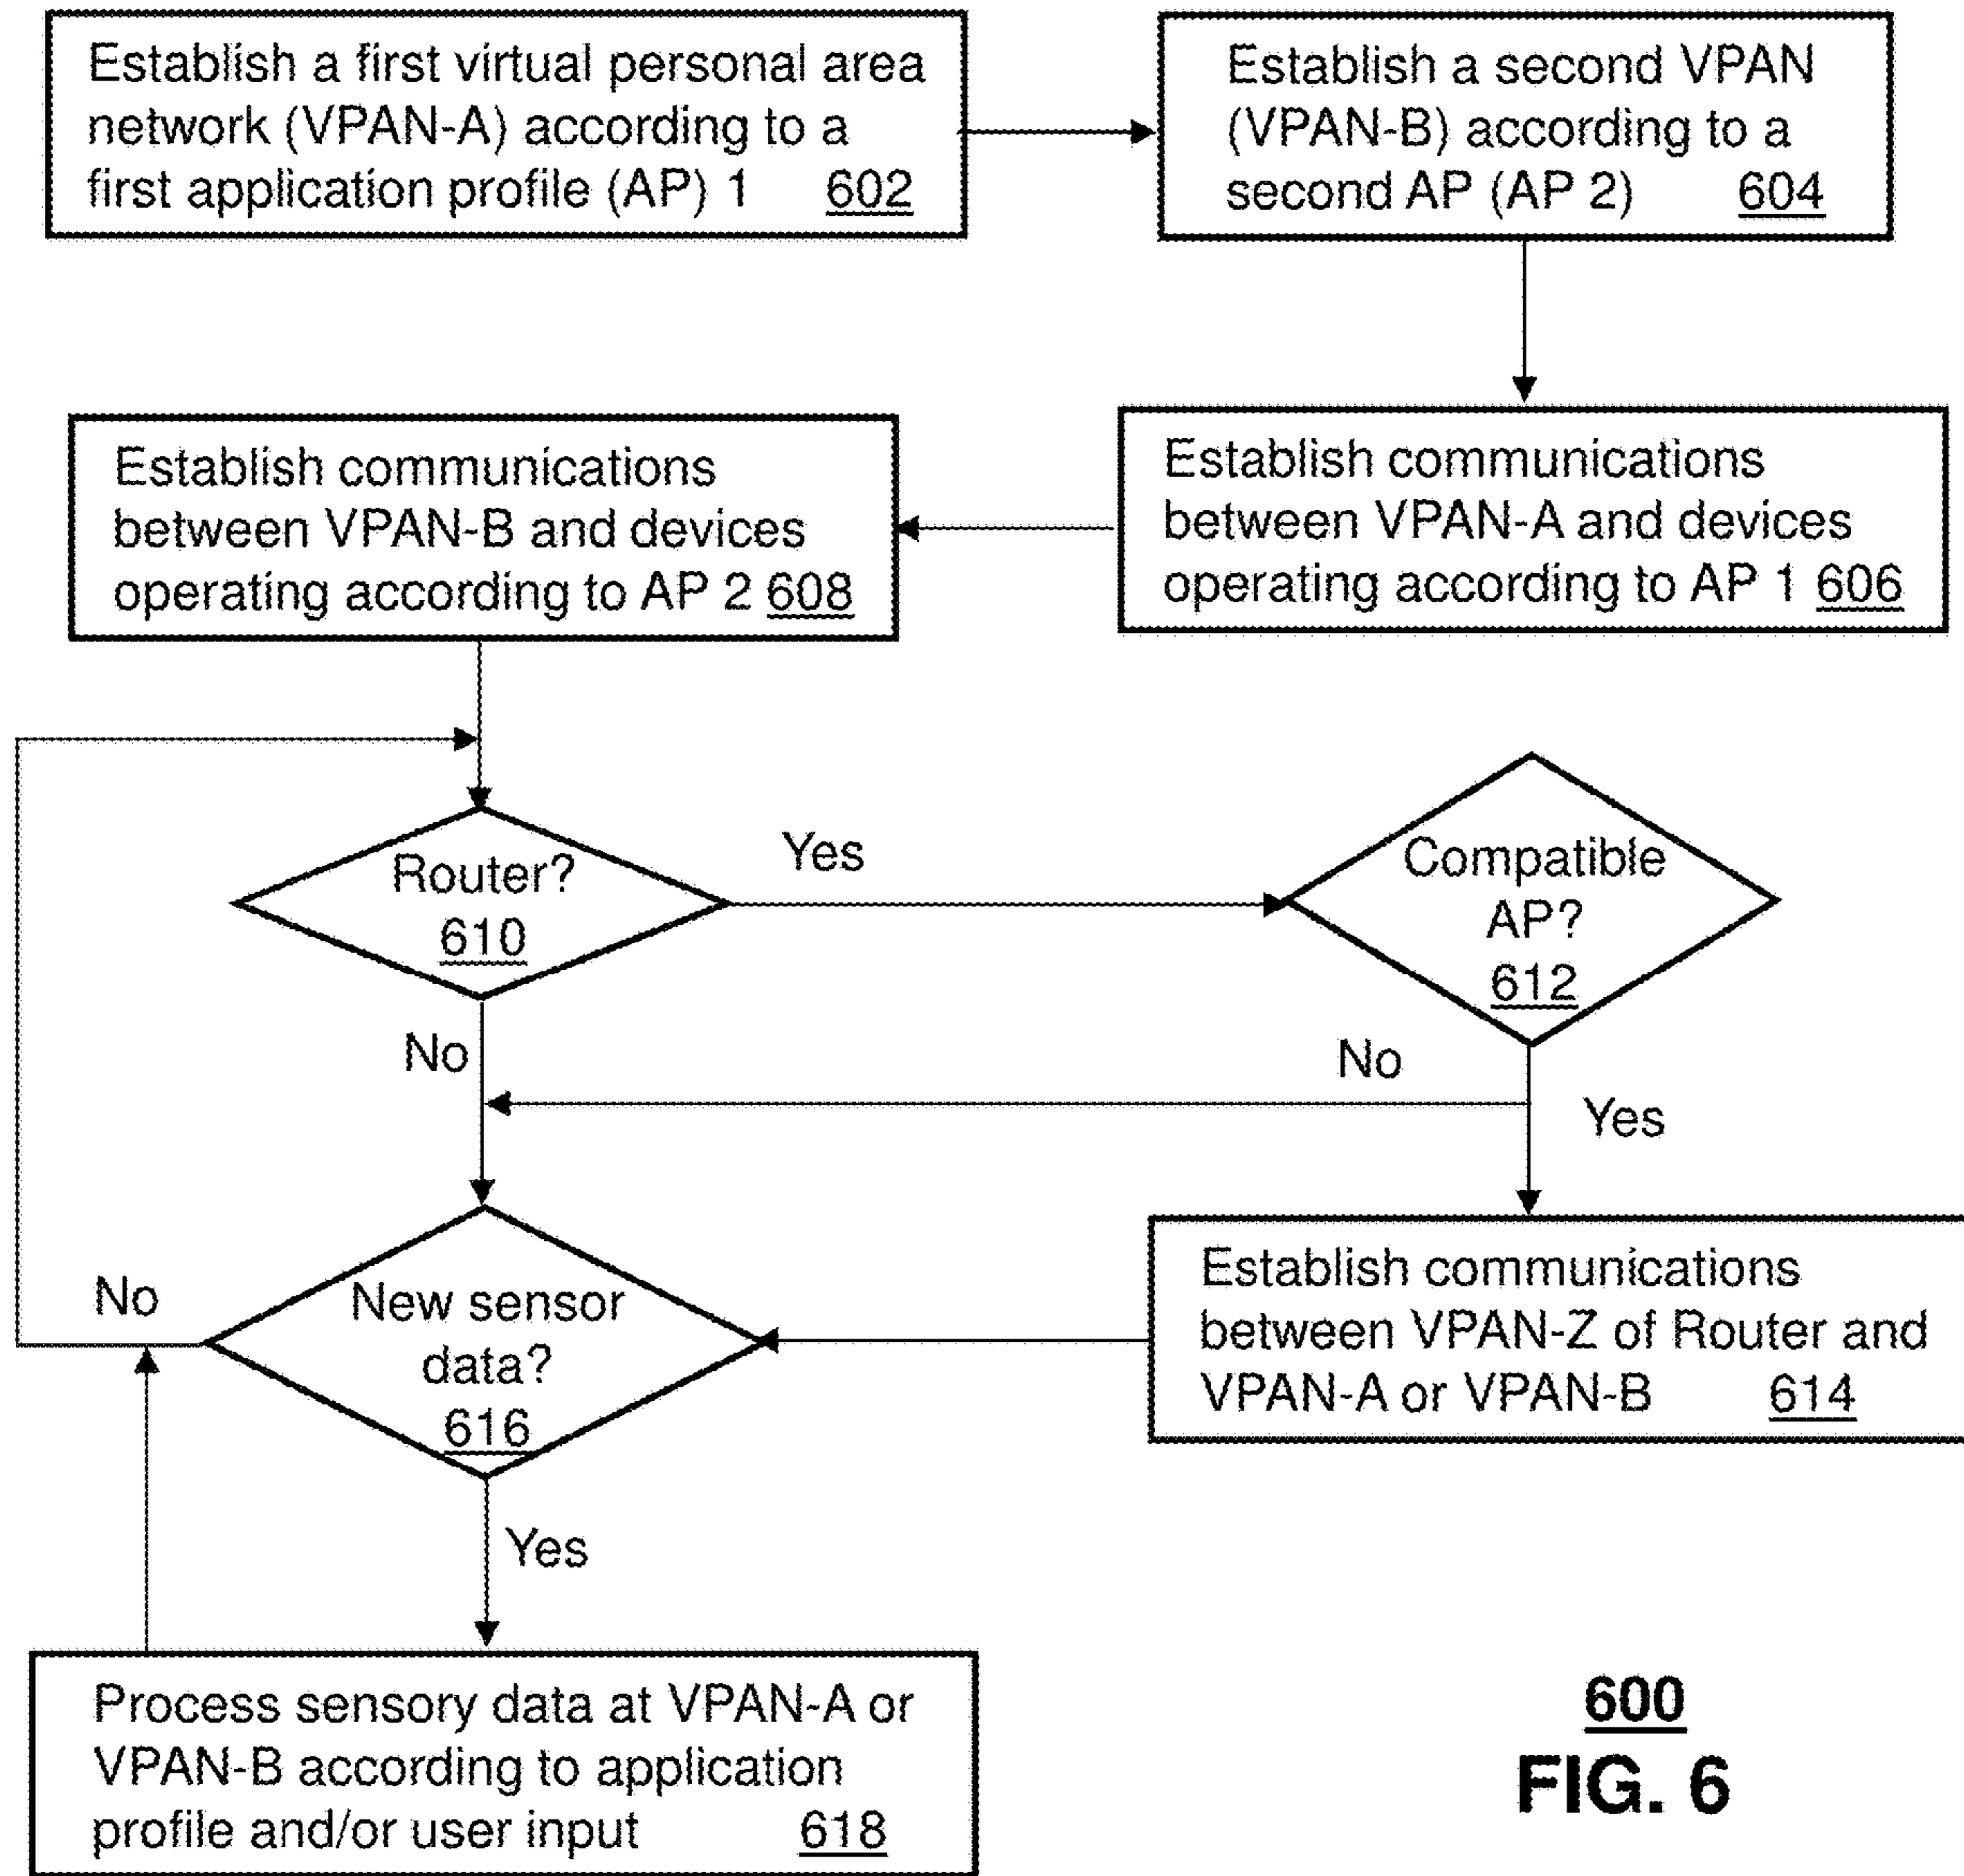 Establish a first virtual personal area
network (VPAN-A) according to a
first application profile (AP) 1 602
Establish a second VPAN
(VPAN-B) according to a
second AP (AP 2) 604
Establish communications
between VPAN-B and devices
operating according to AP 2 608
Establish communications
between VPAN-A and devices
operating according to AP 1 606
Router?
610
Yes
Compatible
AP?
612
No
No
Yes
New sensor
data?
616
No
Establish communications
between VPAN-Z of Router and
VPAN-A or VPAN-B 614
Yes
Process sensory data at VPAN-A or
VPAN-B according to application
profile and/or user input 618
600
FIG. 6